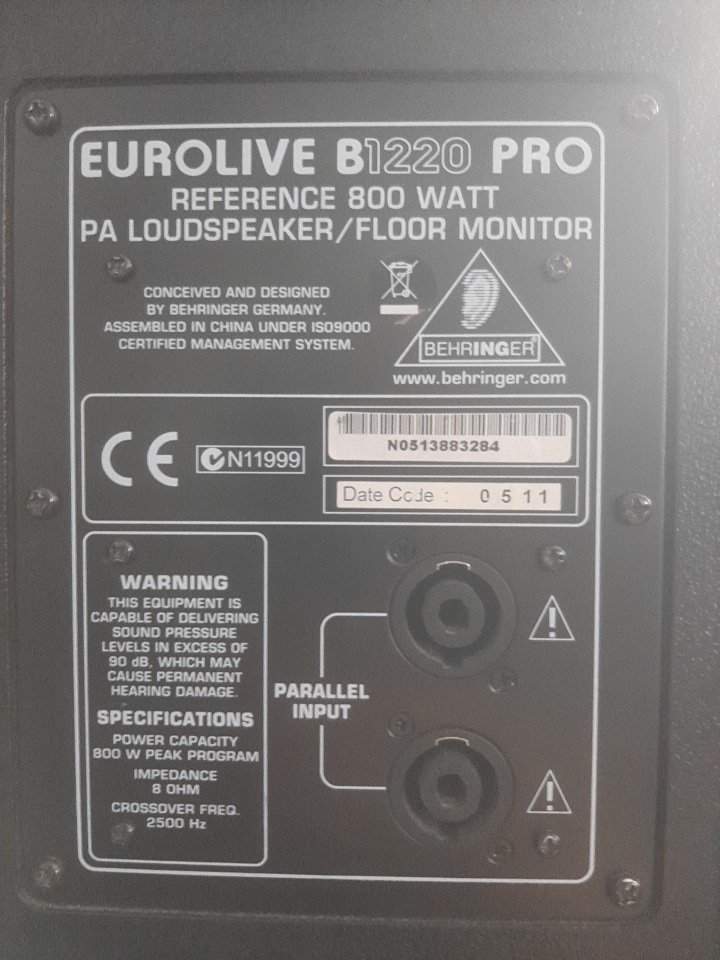 EUROLIVE B1220 PRO
REFERENCE 800 WATT
PA LOUDSPEAKER/FLOOR MONITOR
CONCEIVED AND DESIGNED
BY BEHRINGER GERMANY.
ASSEMBLED IN CHINA UNDER ISO9000
CERTIFIED MANAGEMENT SYSTEM.
BEHRINGER
www.behringer.com
CE
N11999
N0513883284
Date Code : 0511
WARNING
THIS EQUIPMENT IS
CAPABLE OF DELIVERING
SOUND PRESSURE
LEVELS IN EXCESS OF
90 dB, WHICH MAY
CAUSE PERMANENT
HEARING DAMAGE.
SPECIFICATIONS
POWER CAPACITY
800 W PEAK PROGRAM
IMPEDANCE
8 OHM
CROSSOVER FREQ.
2500 Hz
PARALLEL
INPUT